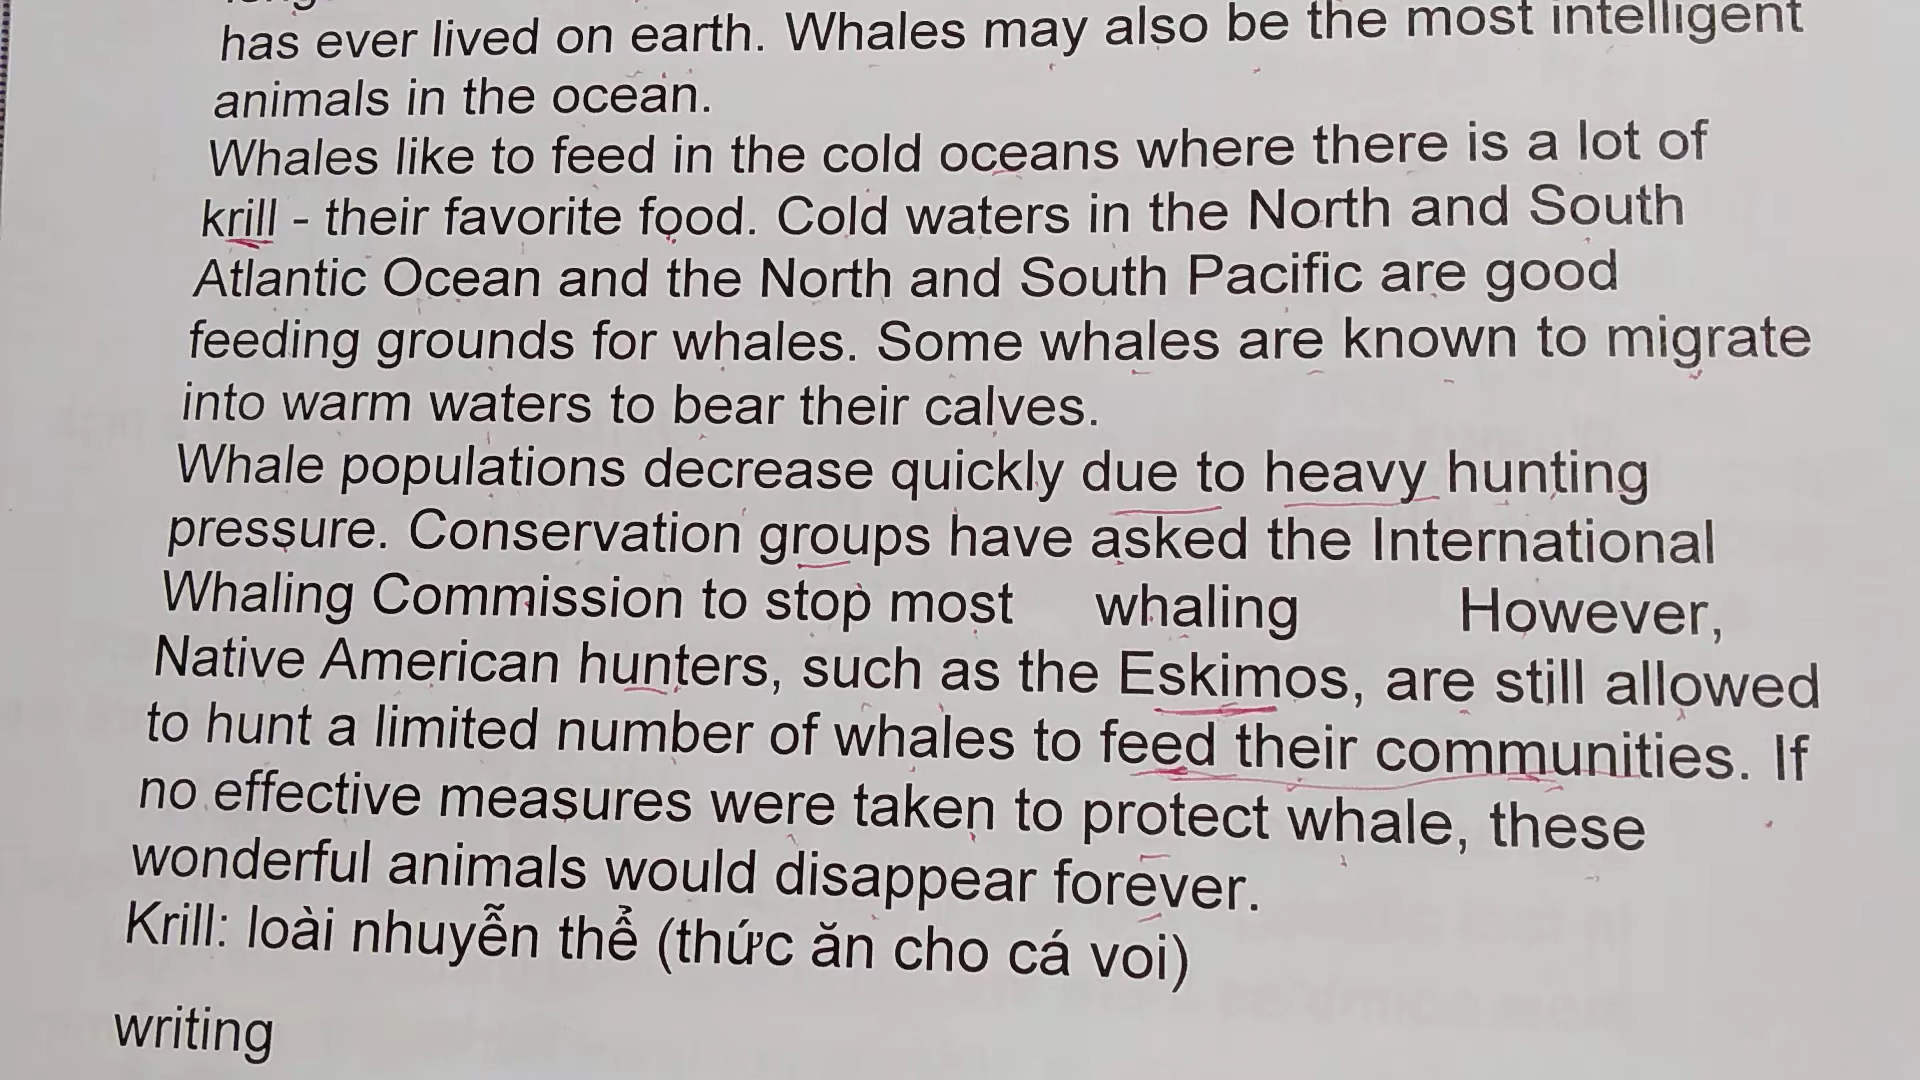 has ever lived on earth. Whales may also be the most intelligent
animals in the ocean.
Whales like to feed in the cold oceans where there is a lot of
krill - their favorite food. Cold waters in the North and South
Atlantic Ocean and the North and South Pacific are good
feeding grounds for whales. Some whales are known to migrate
into warm waters to bear their calves.
Whale populations decrease quickly due to heavy hunting
pressure. Conservation groups have asked the International
Whaling Commission to stop most whaling However,
Native American hunters, such as the Eskimos, are still allowed
to hunt a limited number of whales to feed their communities. If
no effective measures were taken to protect whale, these
wonderful animals would disappear forever.
Krill: loài nhuyễn thể (thức ăn cho cá voi)
writing